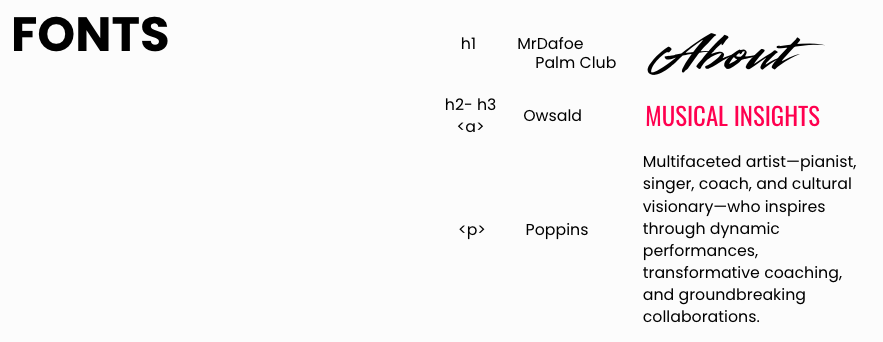 FONTS
h1
MrDafoe
Palm Club
About
h2- h3
<a>
Owsald
MUSICAL INSIGHTS
<p>
Poppins
Multifaceted artist—pianist,
singer, coach, and cultural
visionary—who inspires
through dynamic
performances,
transformative coaching,
and groundbreaking
collaborations.